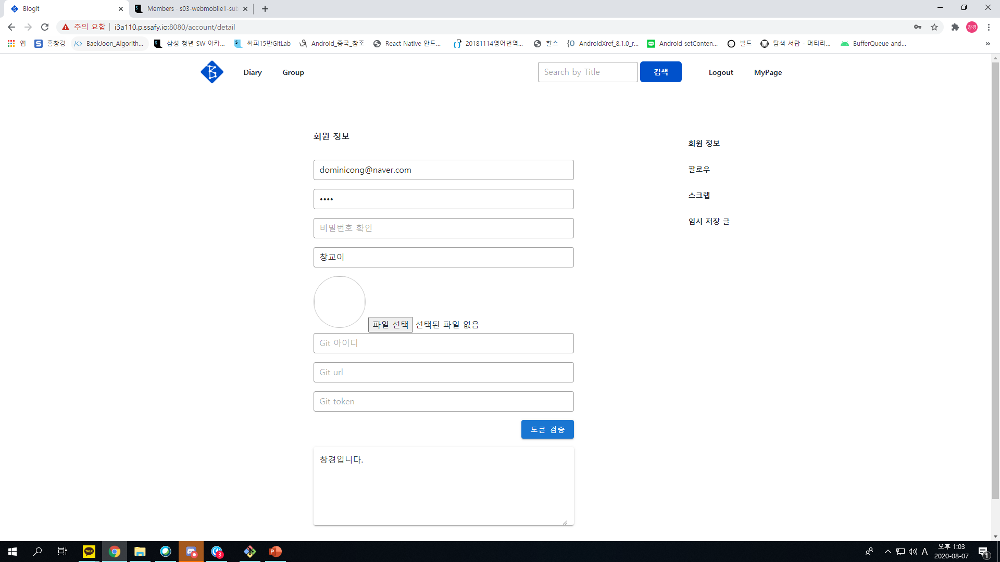 Blogit
Members · s03-webmobile1-sub
주의 요함
i3a110.p.ssafy.io:8080/account/detail
창경
앱
홍창경
BaekJoon_Algorith...
삼성 청년 SW 아카...
싸피15반GitLab
Android_중국_참조
React Native 안드...
20181114영어번역...
찰스
AndroidXref_8.1.0_r...
Android setConten...
빌드
탐색 서랍 - 머티리...
BufferQueue and...
Diary
Group
Search by Title
검색
Logout
MyPage
회원 정보
dominicong@naver.com
••••
비밀번호 확인
창교이
파일 선택 선택된 파일 없음
Git 아이디
Git url
Git token
토큰 검증
창경입니다.
회원 정보
팔로우
스크랩
임시 저장 글
TALK
3
P
A
오후 1:03
2020-08-07
1